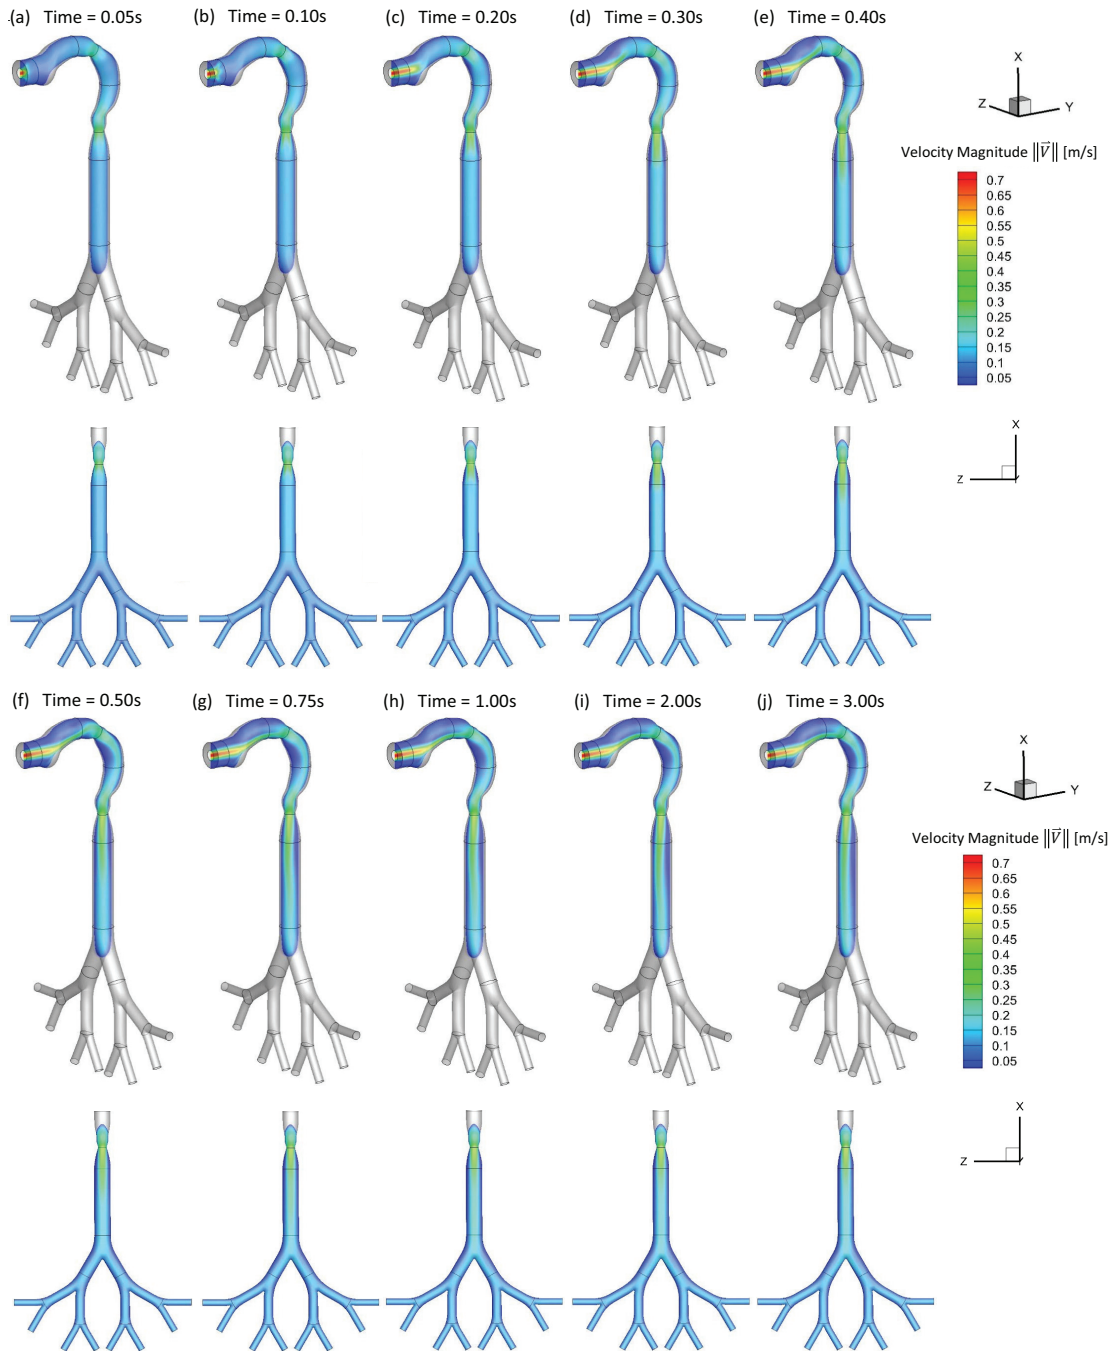 (a) Time = 0.05s
(b) Time = 0.10s
(c) Time = 0.20s
(d) Time = 0.30s
(e) Time = 0.40s
X
Z
Y
Velocity Magnitude ‖V⃗‖ [m/s]
0.7
0.65
0.6
0.55
0.5
0.45
0.4
0.35
0.3
0.25
0.2
0.15
0.1
0.05
X
Z
(f) Time = 0.50s
(g) Time = 0.75s
(h) Time = 1.00s
(i) Time = 2.00s
(j) Time = 3.00s
X
Z
Y
Velocity Magnitude ‖V⃗‖ [m/s]
0.7
0.65
0.6
0.55
0.5
0.45
0.4
0.35
0.3
0.25
0.2
0.15
0.1
0.05
X
Z